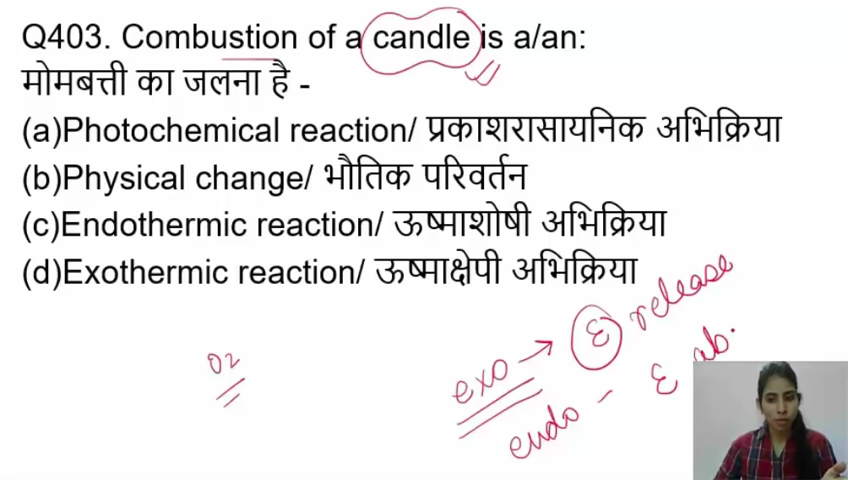 Q403. Combustion of a candle is a/an:
मोमबत्ती का जलना है -
(a)Photochemical reaction/ प्रकाशरासायनिक अभिक्रिया
(b)Physical change/ भौतिक परिवर्तन
(c)Endothermic reaction/ ऊष्माशोषी अभिक्रिया
(d)Exothermic reaction/ ऊष्माक्षेपी अभिक्रिया
O2
exo → E release
endo - E ab.